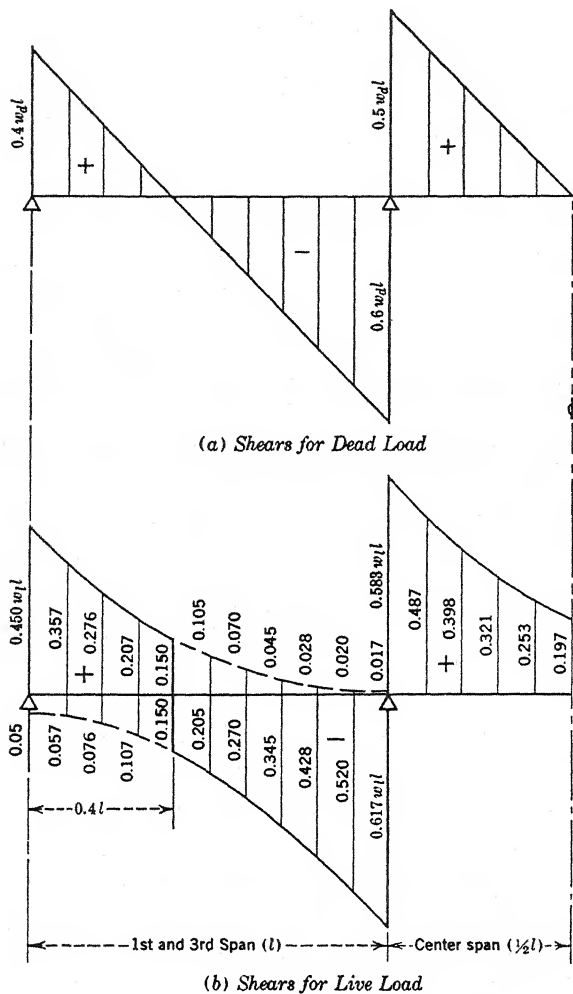 0.4 w_d l
+
0.5 w_d l
+
−
0.6 w_d l
(a) Shears for Dead Load
0.450 w_l l
0.357
+ 0.276
0.207
0.150
0.105
0.070
0.045
0.028
0.020
0.017
0.583 w_l l
0.487
+ 0.398
0.321
0.253
0.197
0.05
0.057
0.076
0.107
0.150
0.205
0.270
0.345
0.428
0.520 −
0.617 w_l l
0.4 l
1st and 3rd Span (l)
Center span (½l)
(b) Shears for Live Load